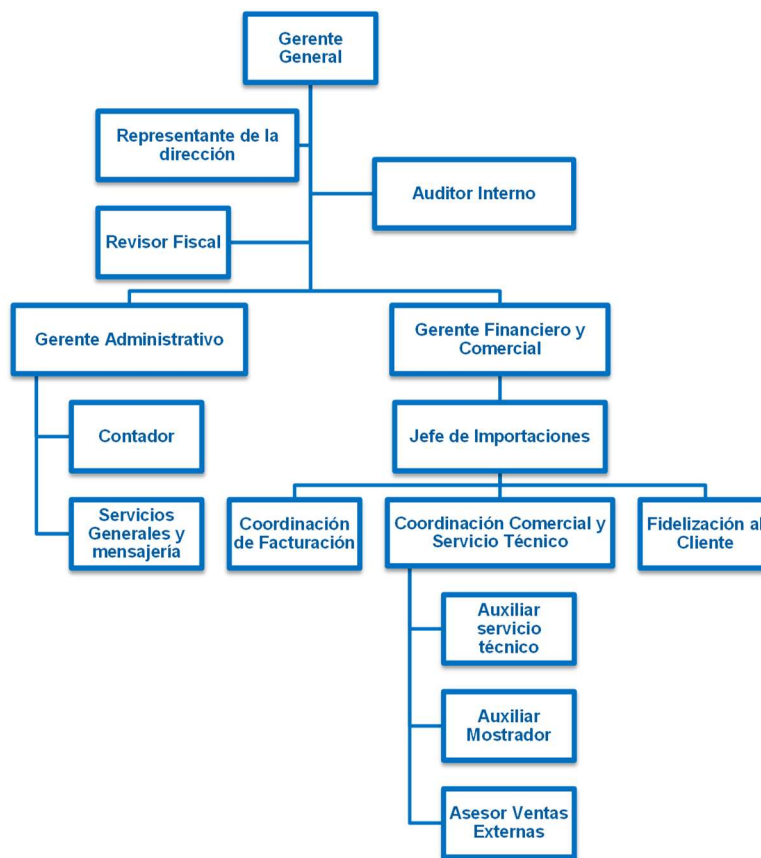 Gerente
General
Representante de la
dirección
Auditor Interno
Revisor Fiscal
Gerente Administrativo
Gerente Financiero y
Comercial
Contador
Jefe de Importaciones
Servicios
Generales y
mensajería
Coordinación
de Facturación
Coordinación Comercial y
Servicio Técnico
Fidelización al
Cliente
Auxiliar
servicio
técnico
Auxiliar
Mostrador
Asesor Ventas
Externas